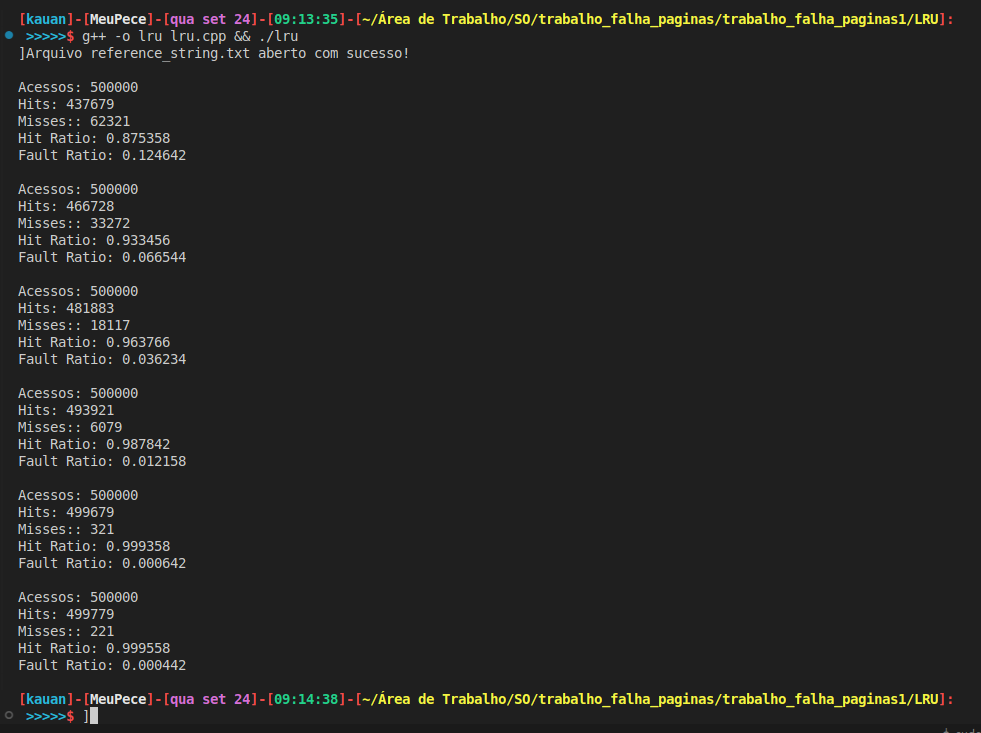 [kauan]-[MeuPece]-[qua set 24]-[09:13:35]-[~/Área de Trabalho/SO/trabalho_falha_paginas/trabalho_falha_paginas1/LRU]:
>>>>>$ g++ -o lru lru.cpp && ./lru
]Arquivo reference_string.txt aberto com sucesso!
Acessos: 500000
Hits: 437679
Misses:: 62321
Hit Ratio: 0.875358
Fault Ratio: 0.124642
Acessos: 500000
Hits: 466728
Misses:: 33272
Hit Ratio: 0.933456
Fault Ratio: 0.066544
Acessos: 500000
Hits: 481883
Misses:: 18117
Hit Ratio: 0.963766
Fault Ratio: 0.036234
Acessos: 500000
Hits: 493921
Misses:: 6079
Hit Ratio: 0.987842
Fault Ratio: 0.012158
Acessos: 500000
Hits: 499679
Misses:: 321
Hit Ratio: 0.999358
Fault Ratio: 0.000642
Acessos: 500000
Hits: 499779
Misses:: 221
Hit Ratio: 0.999558
Fault Ratio: 0.000442
[kauan]-[MeuPece]-[qua set 24]-[09:14:38]-[~/Área de Trabalho/SO/trabalho_falha_paginas/trabalho_falha_paginas1/LRU]:
>>>>>$ ]